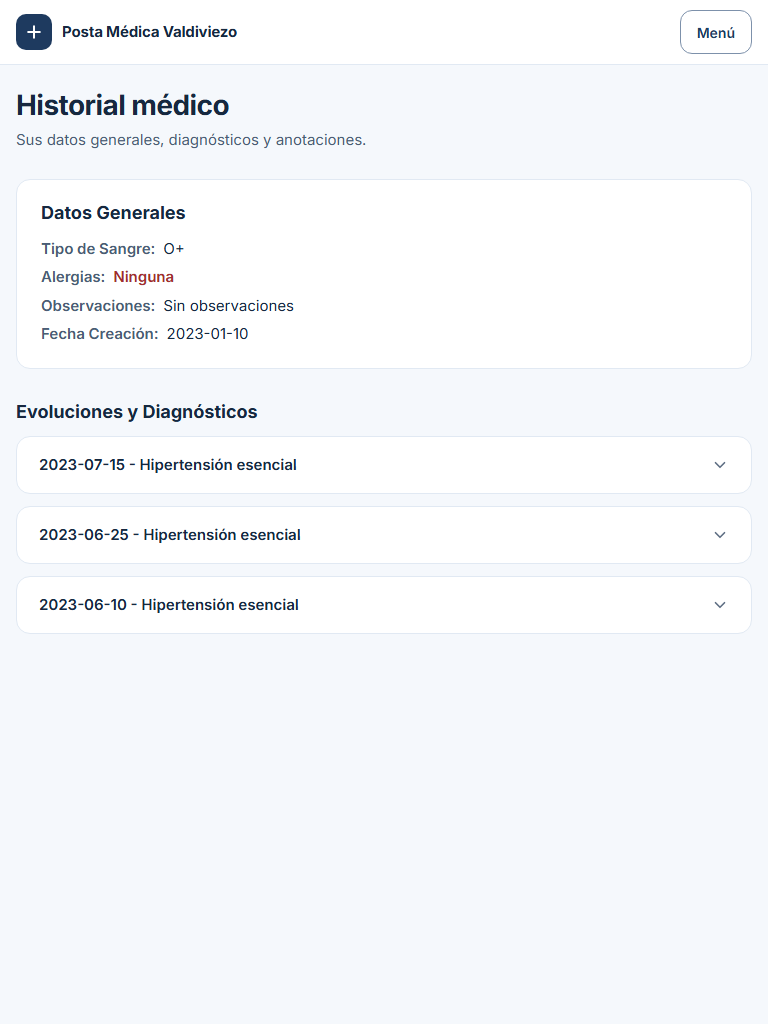 Posta Médica Valdiviezo
Menú
Historial médico
Sus datos generales, diagnósticos y anotaciones.
Datos Generales
Tipo de Sangre: O+
Alergias: Ninguna
Observaciones: Sin observaciones
Fecha Creación: 2023-01-10
Evoluciones y Diagnósticos
2023-07-15 - Hipertensión esencial
2023-06-25 - Hipertensión esencial
2023-06-10 - Hipertensión esencial